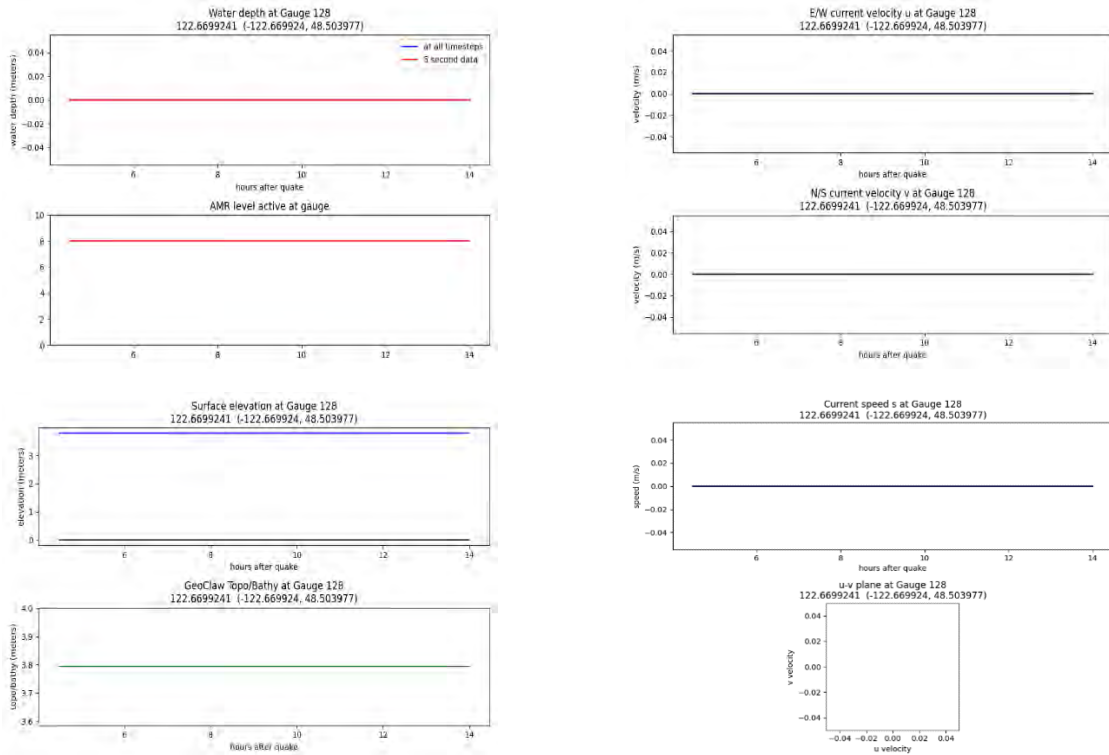 Water depth at Gauge 128
122.6699241 (-122.669924, 48.503977)
at all timesteps
5 second data
0.04
0.02
0.00
−0.02
−0.04
water depth (meters)
6 8 10 12 14
hours after quake
AMR level active at gauge
10
8
6
4
2
0
6 8 10 12 14
hours after quake
Surface elevation at Gauge 128
122.6699241 (-122.669924, 48.503977)
3
2
1
0
elevation (meters)
6 8 10 12 14
hours after quake
GeoClaw Topo/Bathy at Gauge 128
122.6699241 (-122.669924, 48.503977)
4.0
3.9
3.8
3.7
3.6
topo/bathy (meters)
6 8 10 12 14
hours after quake
E/W current velocity u at Gauge 128
122.6699241 (-122.669924, 48.503977)
0.04
0.02
0.00
−0.02
−0.04
velocity (m/s)
6 8 10 12 14
hours after quake
N/S current velocity v at Gauge 128
122.6699241 (-122.669924, 48.503977)
0.04
0.02
0.00
−0.02
−0.04
velocity (m/s)
6 8 10 12 14
hours after quake
Current speed s at Gauge 128
122.6699241 (-122.669924, 48.503977)
0.04
0.02
0.00
−0.02
−0.04
speed (m/s)
6 8 10 12 14
hours after quake
u-v plane at Gauge 128
122.6699241 (-122.669924, 48.503977)
0.04
0.02
0.00
−0.02
−0.04
v velocity
−0.04 −0.02 0.00 0.02 0.04
u velocity